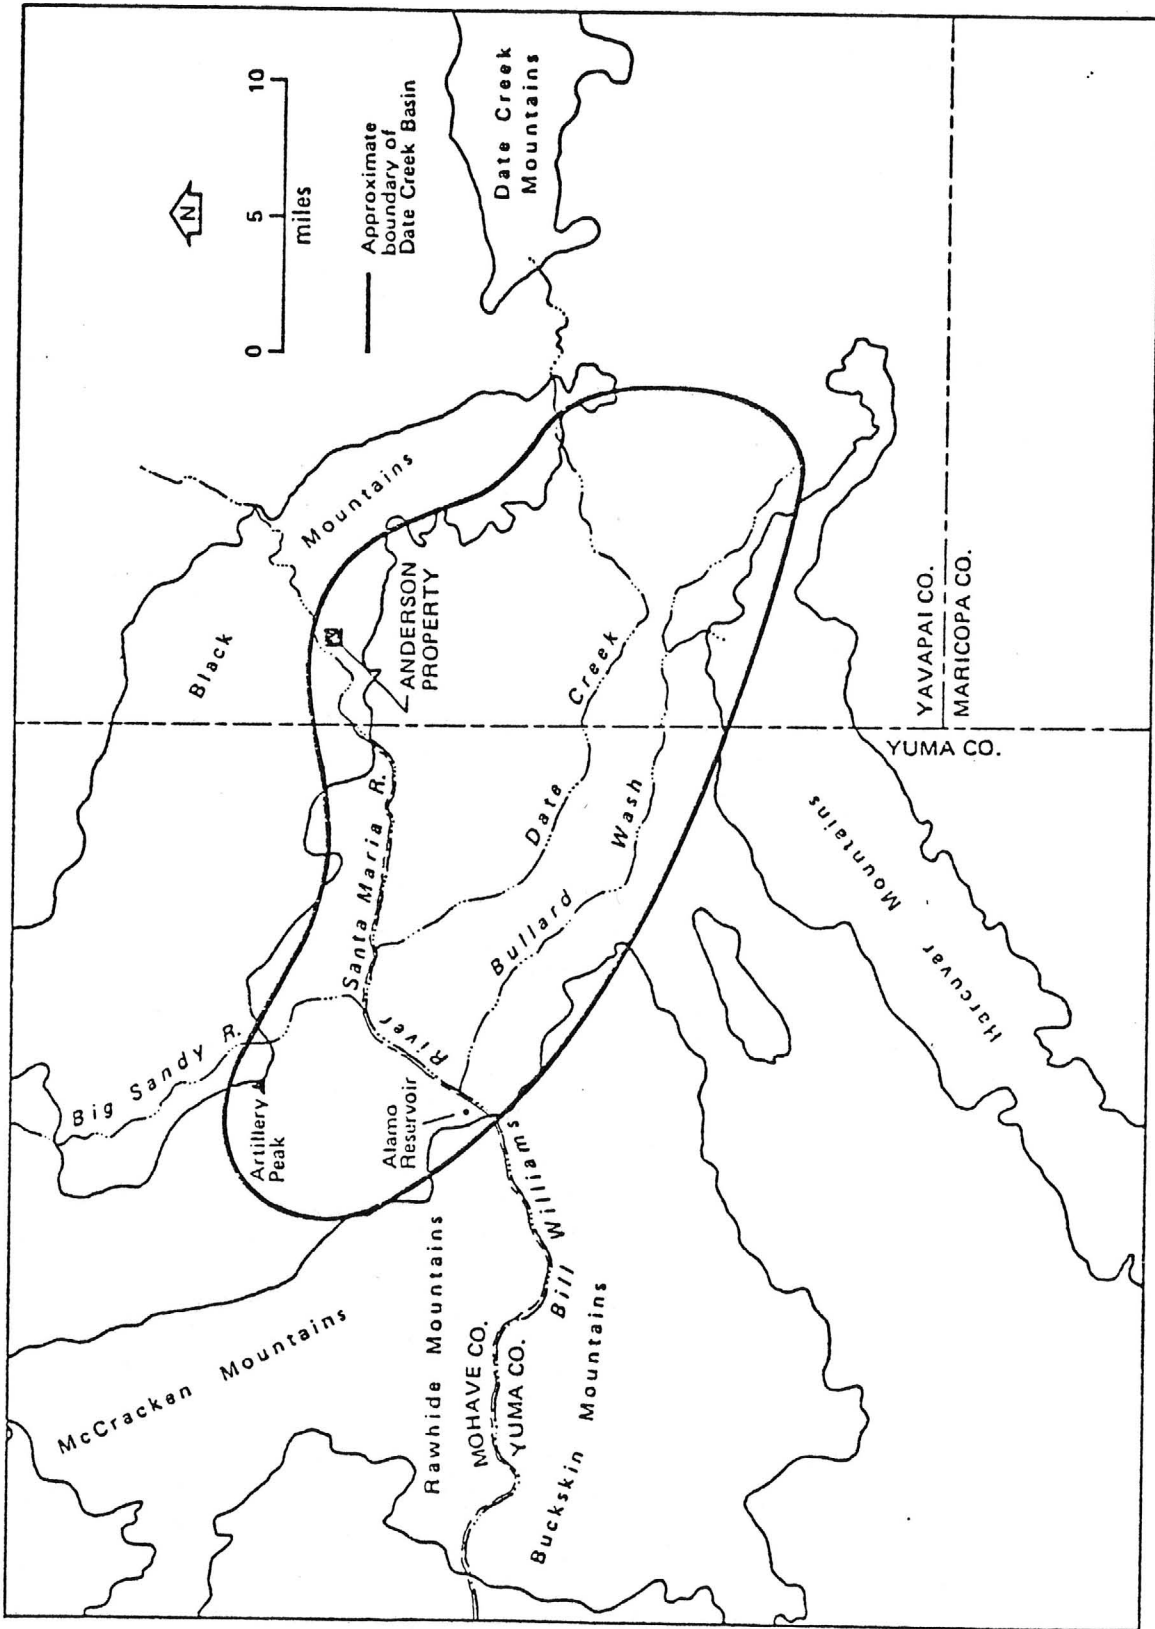 N
0 5 10
miles
Approximate
boundary of
Date Creek Basin
Date Creek
Mountains
Black
Mountains
ANDERSON
PROPERTY
Big Sandy R.
Santa Maria R.
Artillery
Peak
Alamo
Reservoir
Date Creek
Bullard Wash
Bill Williams River
McCracken Mountains
Rawhide Mountains
MOHAVE CO.
YUMA CO.
Buckskin Mountains
YAVAPAI CO.
MARICOPA CO.
YUMA CO.
Harcuvar Mountains